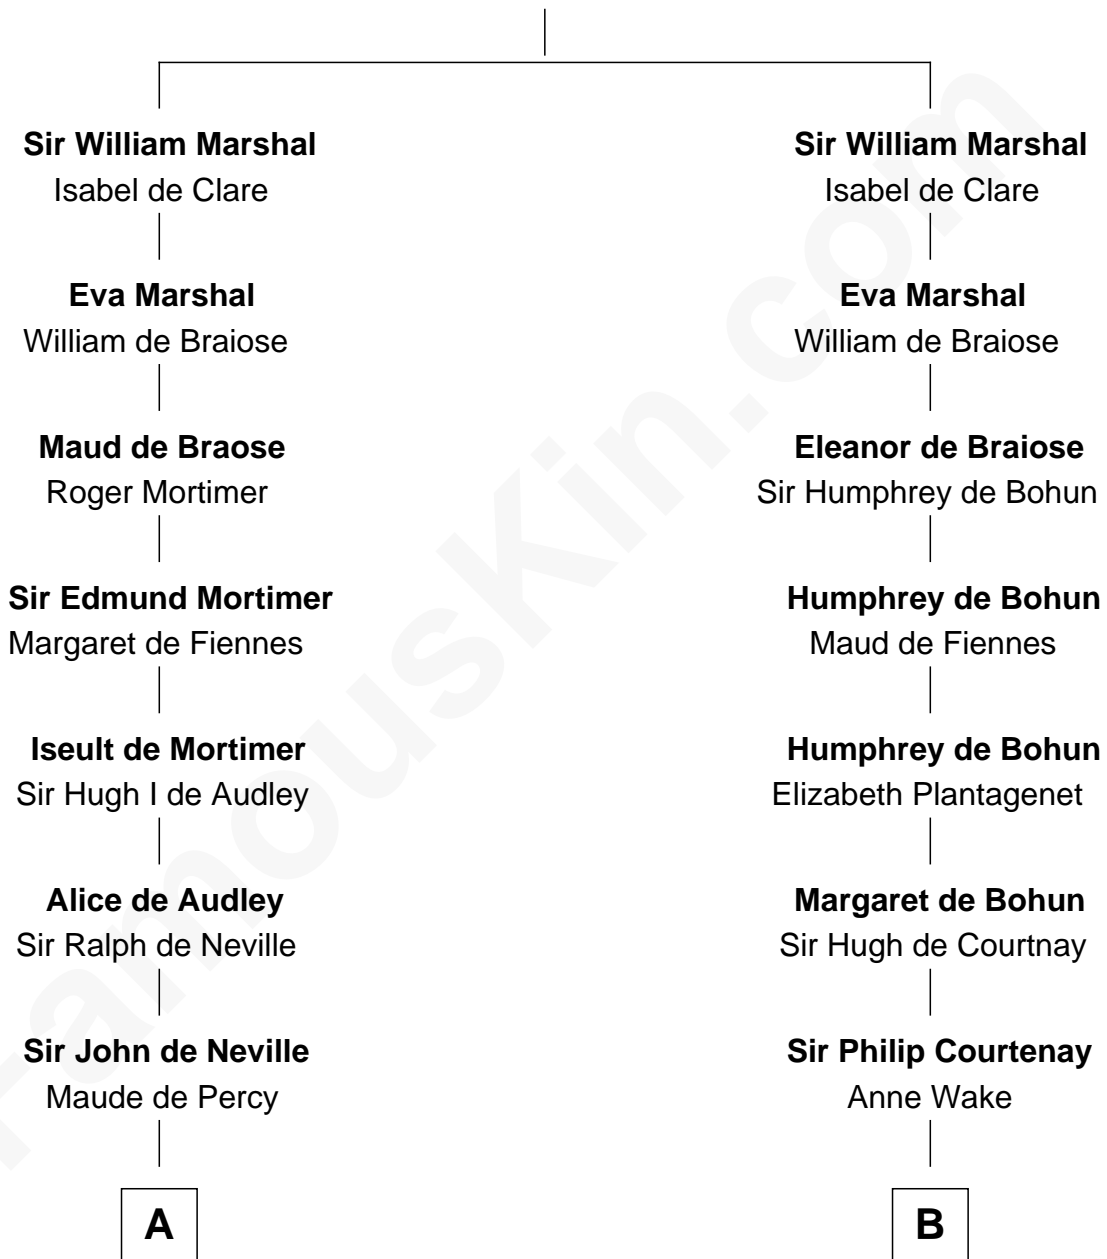 Sir William Marshal
Isabel de Clare
Eva Marshal
William de Braiose
Maud de Braose
Roger Mortimer
Sir Edmund Mortimer
Margaret de Fiennes
Iseult de Mortimer
Sir Hugh I de Audley
Alice de Audley
Sir Ralph de Neville
Sir John de Neville
Maude de Percy
A
Sir William Marshal
Isabel de Clare
Eva Marshal
William de Braiose
Eleanor de Braiose
Sir Humphrey de Bohun
Humphrey de Bohun
Maud de Fiennes
Humphrey de Bohun
Elizabeth Plantagenet
Margaret de Bohun
Sir Hugh de Courtnay
Sir Philip Courtenay
Anne Wake
B
FamousKin.com